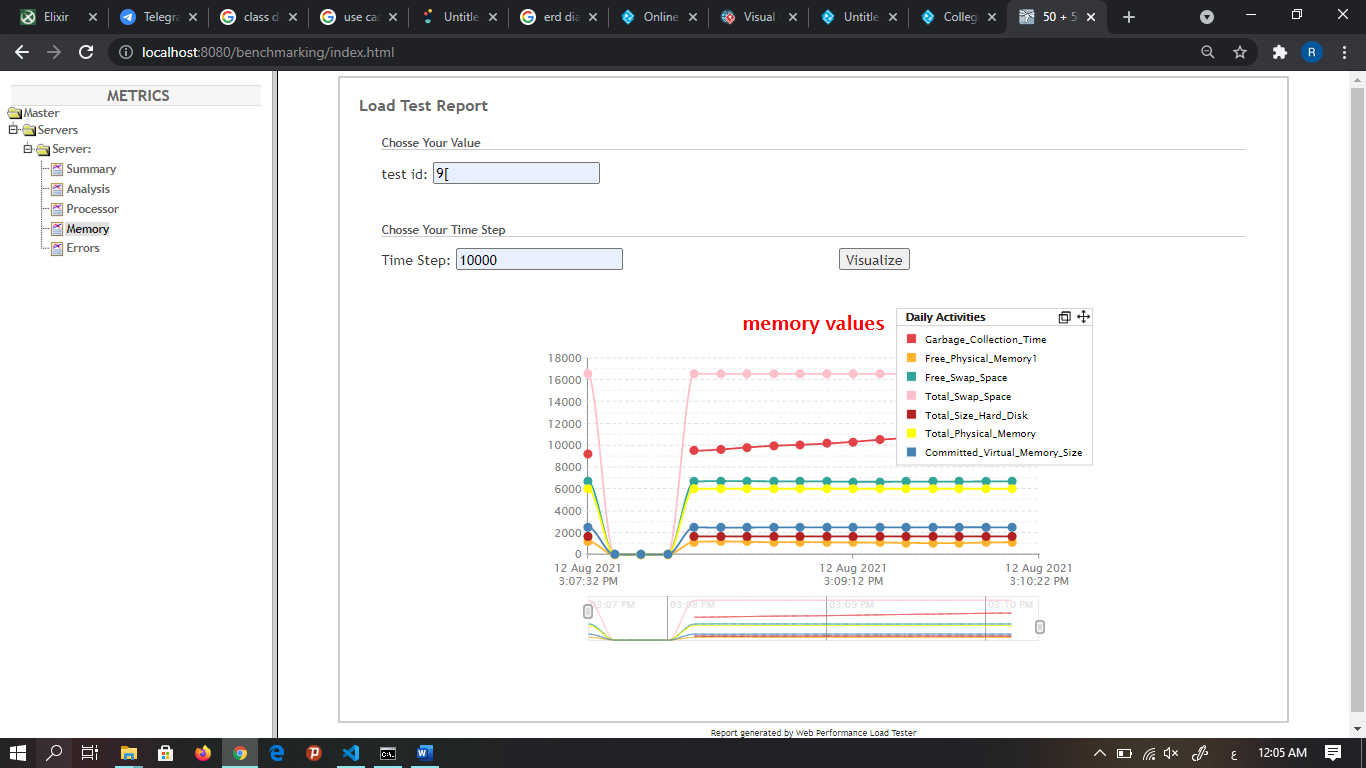 Elixir
Telegra
class d
use cas
Untitle
erd dia
Online
Visual
Untitle
Colleg
50 + 5
localhost:8080/benchmarking/index.html
R
METRICS
Master
Servers
Server:
Summary
Analysis
Processor
Memory
Errors
Load Test Report
Chose Your Value
test id: 9[
Chose Your Time Step
Time Step: 10000
Visualize
memory values
Daily Activities
Garbage_Collection_Time
Free_Physical_Memory1
Free_Swap_Space
Total_Swap_Space
Total_Size_Hard_Disk
Total_Physical_Memory
Committed_Virtual_Memory_Size
18000
16000
14000
12000
10000
8000
6000
4000
2000
0
12 Aug 2021 12 Aug 2021 12 Aug 2021
3:07:32 PM 3:09:12 PM 3:10:22 PM
03:07 PM 03:08 PM 03:09 PM 03:10 PM
Report generated by Web Performance Load Tester
ع 12:05 AM